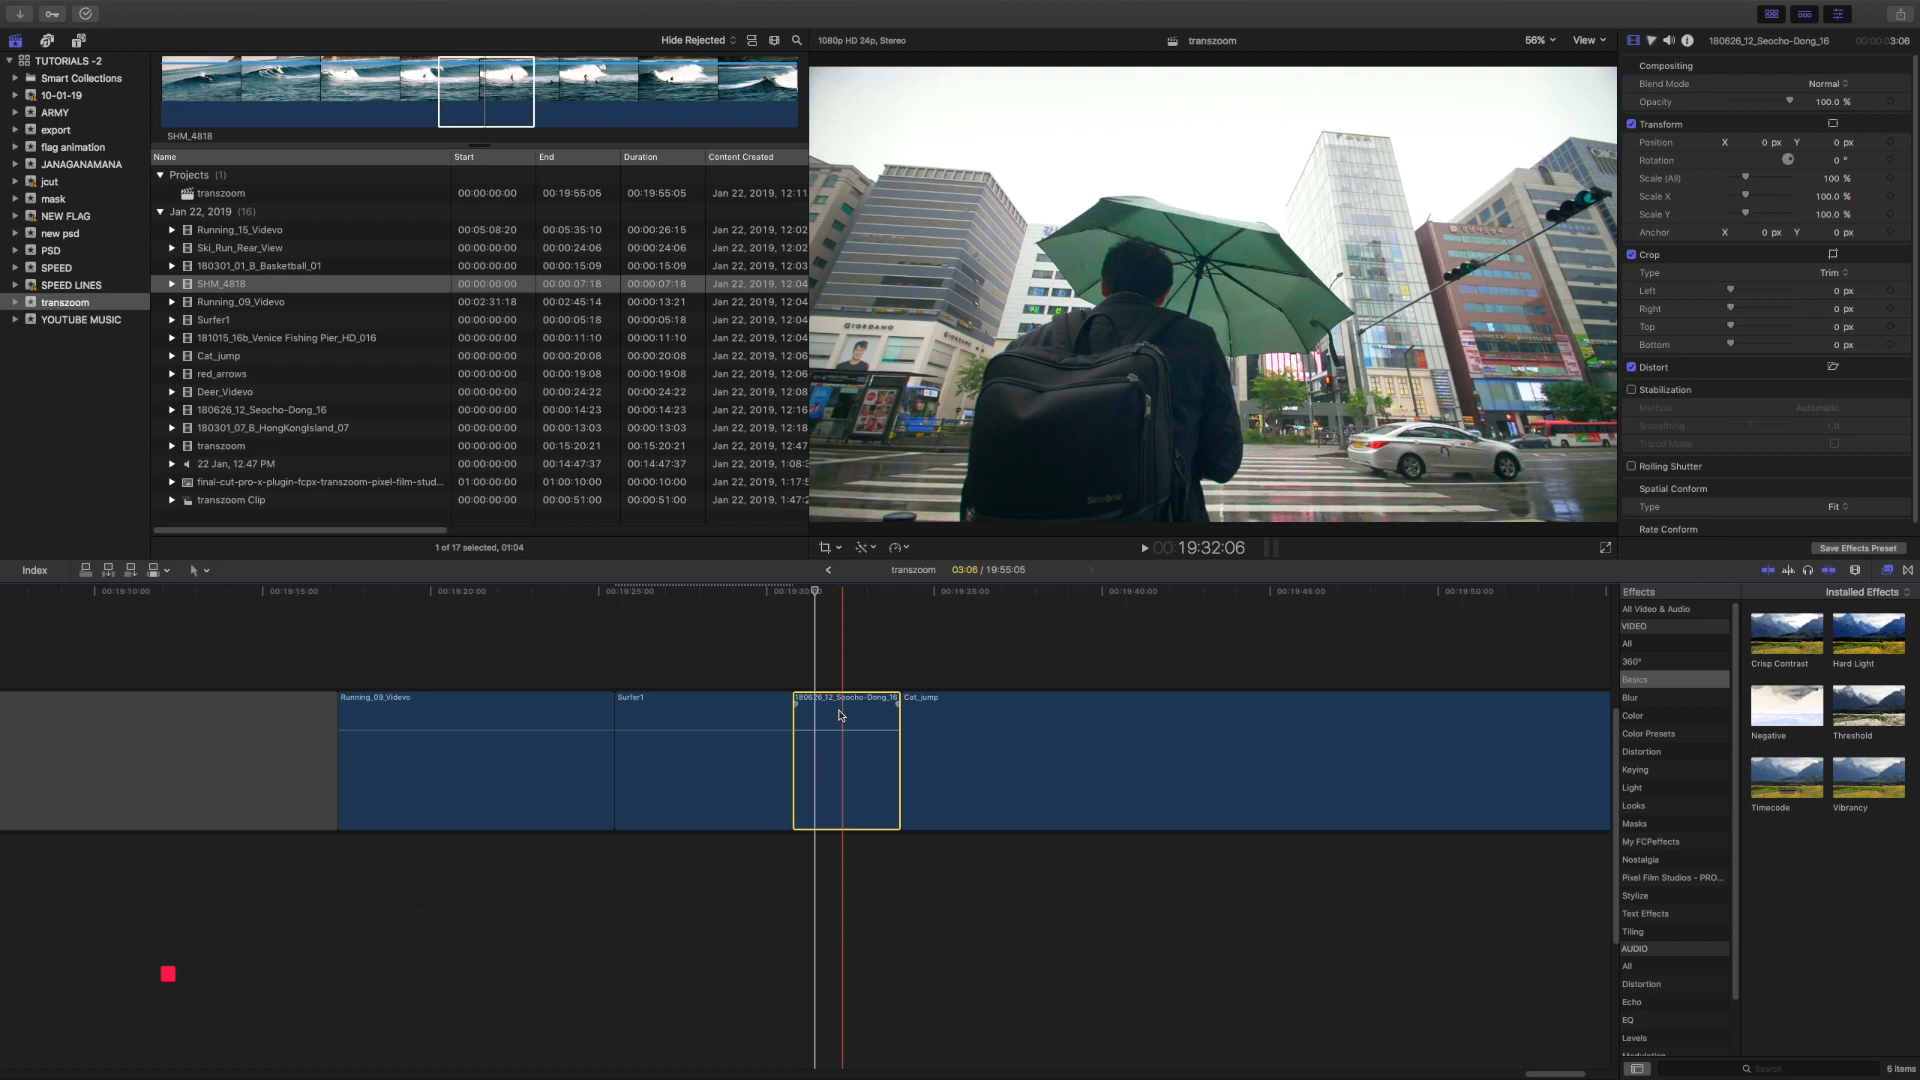 Hide Rejected
1080p HD 24p, Stereo
transzoom
56%
View
180626_12_Seocho-Dong_16
00:00:03:06
TUTORIALS -2
Smart Collections
10-01-19
ARMY
export
flag animation
JANAGANAMANA
jcut
mask
NEW FLAG
new psd
PSD
SPEED
SPEED LINES
transzoom
YOUTUBE MUSIC
SHM_4818
Name Start End Duration Content Created
Projects (1)
transzoom 00:00:00:00 00:19:55:05 00:19:55:05 Jan 22, 2019, 12:11
Jan 22, 2019 (16)
Running_15_Videvo 00:05:08:20 00:05:35:10 00:00:26:15 Jan 22, 2019, 12:02
Ski_Run_Rear_View 00:00:00:00 00:00:24:06 00:00:24:06 Jan 22, 2019, 12:02
180301_01_B_Basketball_01 00:00:00:00 00:00:15:09 00:00:15:09 Jan 22, 2019, 12:03
SHM_4818 00:00:00:00 00:00:07:18 00:00:07:18 Jan 22, 2019, 12:04
Running_09_Videvo 00:02:31:18 00:02:45:14 00:00:13:21 Jan 22, 2019, 12:04
Surfer1 00:00:00:00 00:00:05:18 00:00:05:18 Jan 22, 2019, 12:04
181015_16b_Venice Fishing Pier_HD_016 00:00:00:00 00:00:11:10 00:00:11:10 Jan 22, 2019, 12:04
Cat_jump 00:00:00:00 00:00:20:08 00:00:20:08 Jan 22, 2019, 12:06
red_arrows 00:00:00:00 00:00:19:08 00:00:19:08 Jan 22, 2019, 12:06
Deer_Videvo 00:00:00:00 00:00:24:22 00:00:24:22 Jan 22, 2019, 12:08
180626_12_Seocho-Dong_16 00:00:00:00 00:00:14:23 00:00:14:23 Jan 22, 2019, 12:16
180301_07_B_HongKongIsland_07 00:00:00:00 00:00:13:03 00:00:13:03 Jan 22, 2019, 12:18
transzoom 00:00:00:00 00:15:20:21 00:15:20:21 Jan 22, 2019, 12:47
22 Jan, 12.47 PM 00:00:00:00 00:14:47:37 00:14:47:37 Jan 22, 2019, 1:08:3
final-cut-pro-x-plugin-fcpx-transzoom-pixel-film-stud... 01:00:00:00 01:00:10:00 00:00:10:00 Jan 22, 2019, 1:17:5
transzoom Clip 00:00:00:00 00:00:51:00 00:00:51:00 Jan 22, 2019, 1:47:2
1 of 17 selected, 01:04
GIORDANO
Samsonite
00:00:19:32:06
Compositing
Blend Mode Normal
Opacity 100.0 %
Transform
Position X 0 px Y 0 px
Rotation 0 °
Scale (All) 100 %
Scale X 100.0 %
Scale Y 100.0 %
Anchor X 0 px Y 0 px
Crop
Type Trim
Left 0 px
Right 0 px
Top 0 px
Bottom 0 px
Distort
Stabilization
Method Automatic
Smoothing 1.0
Tripod Mode
Rolling Shutter
Spatial Conform
Type Fit
Rate Conform
Save Effects Preset
Index
transzoom 03:06 / 19:55:05
00:19:10:00 00:19:15:00 00:19:20:00 00:19:25:00 00:19:30 00:19:35:00 00:19:40:00 00:19:45:00 00:19:50:00
Running_09_Videvo Surfer1 180626_12_Seocho-Dong_16 Cat_jump
Effects Installed Effects
All Video & Audio
VIDEO
All
360°
Basics
Blur
Color
Color Presets
Distortion
Keying
Light
Looks
Masks
My FCPeffects
Nostalgia
Pixel Film Studios - PRO...
Stylize
Text Effects
Tiling
AUDIO
All
Distortion
Echo
EQ
Levels
Modulation
Crisp Contrast
Hard Light
Negative
Threshold
Timecode
Vibrancy
Search
6 items